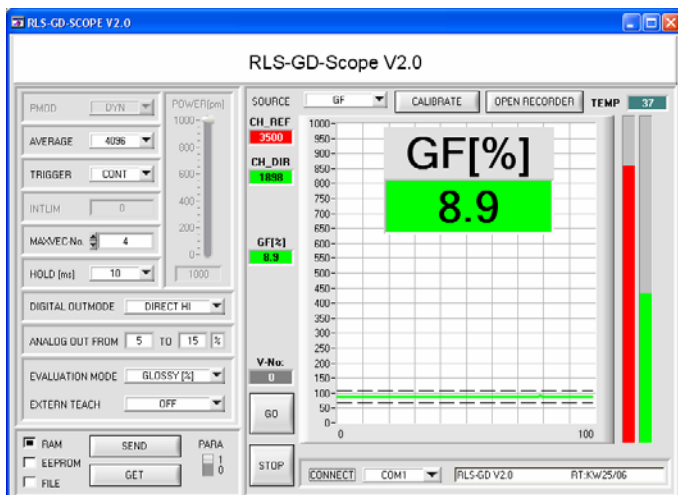 RLS-GD-SCOPE V2.0
RLS-GD-Scope V2.0
PMOD DYN
AVERAGE 4096
TRIGGER CONT
INTLIM 0
MAXVEC-No. 4
HOLD [ms] 10
POWER[pm]
1000
800
600
400
200
0
1000
DIGITAL OUTMODE DIRECT HI
ANALOG OUT FROM 5 TO 15 %
EVALUATION MODE GLOSSY [%]
EXTERN TEACH OFF
RAM
EEPROM
FILE
SEND
GET
PARA
1
0
SOURCE GF CALIBRATE OPEN RECORDER TEMP 37
CH_REF
3500
CH_DIR
1898
GF[%]
8.9
V-No:
0
GO
STOP
1000
950
900
850
800
750
700
650
600
550
500
450
400
350
300
250
200
150
100
50
0
0 100
GF[%]
8.9
CONNECT COM1 RLS-GD V2.0 RT:KW25/06